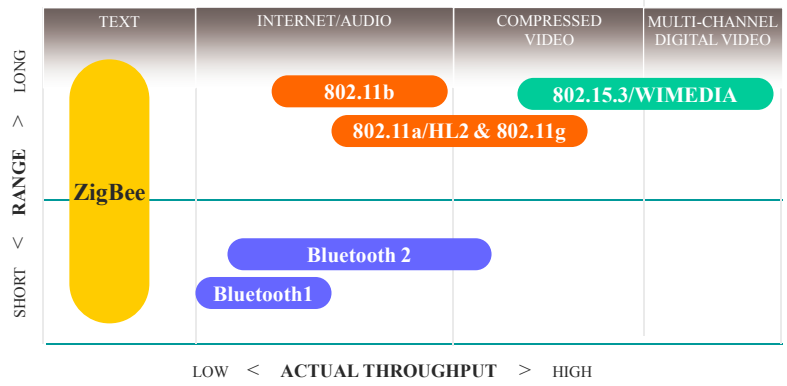 TEXT
INTERNET/AUDIO
COMPRESSED
VIDEO
MULTI-CHANNEL
DIGITAL VIDEO
SHORT < RANGE > LONG
802.11b
802.15.3/WIMEDIA
802.11a/HL2 & 802.11g
ZigBee
Bluetooth 2
Bluetooth1
LOW < ACTUAL THROUGHPUT > HIGH